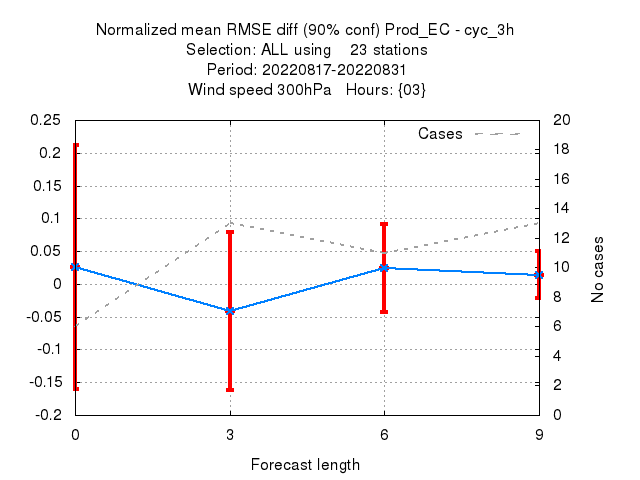 Normalized mean RMSE diff (90% conf) Prod_EC - cyc_3h
Selection: ALL using    23 stations
Period: 20220817-20220831
Wind speed 300hPa   Hours: {03}
Cases
0.25
0.2
0.15
0.1
0.05
0
-0.05
-0.1
-0.15
-0.2
20
18
16
14
12
10
8
6
4
2
0
No cases
0 3 6 9
Forecast length